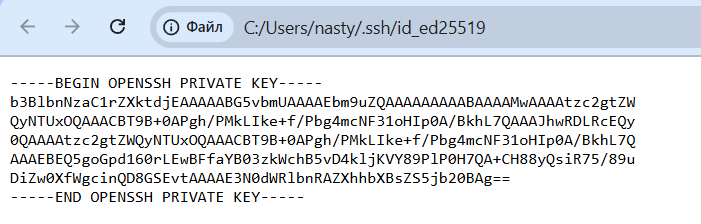 Файл C:/Users/nasty/.ssh/id_ed25519
-----BEGIN OPENSSH PRIVATE KEY-----
b3BlbnNzaC1rZXktdjEAAAAABG5vbmUAAAAEbm9uZQAAAAAAAAABAAAAMwAAAAtzc2gtZW
QyNTUxOQAAACBT9B+0APgh/PMkLIke+f/Pbg4mcNF31oHIp0A/BkhL7QAAAJhwRDLRcEQy
0QAAAAtzc2gtZWQyNTUxOQAAACBT9B+0APgh/PMkLIke+f/Pbg4mcNF31oHIp0A/BkhL7Q
AAAEBEQ5goGpd160rLEwBFfaYB03zkWchB5vD4kljKVY89PlP0H7QA+CH88yQsiR75/89u
DiZw0XfWgcinQD8GSEvtAAAAE3N0dWRlbnRAZXhhbXBsZS5jb20BAg==
-----END OPENSSH PRIVATE KEY-----